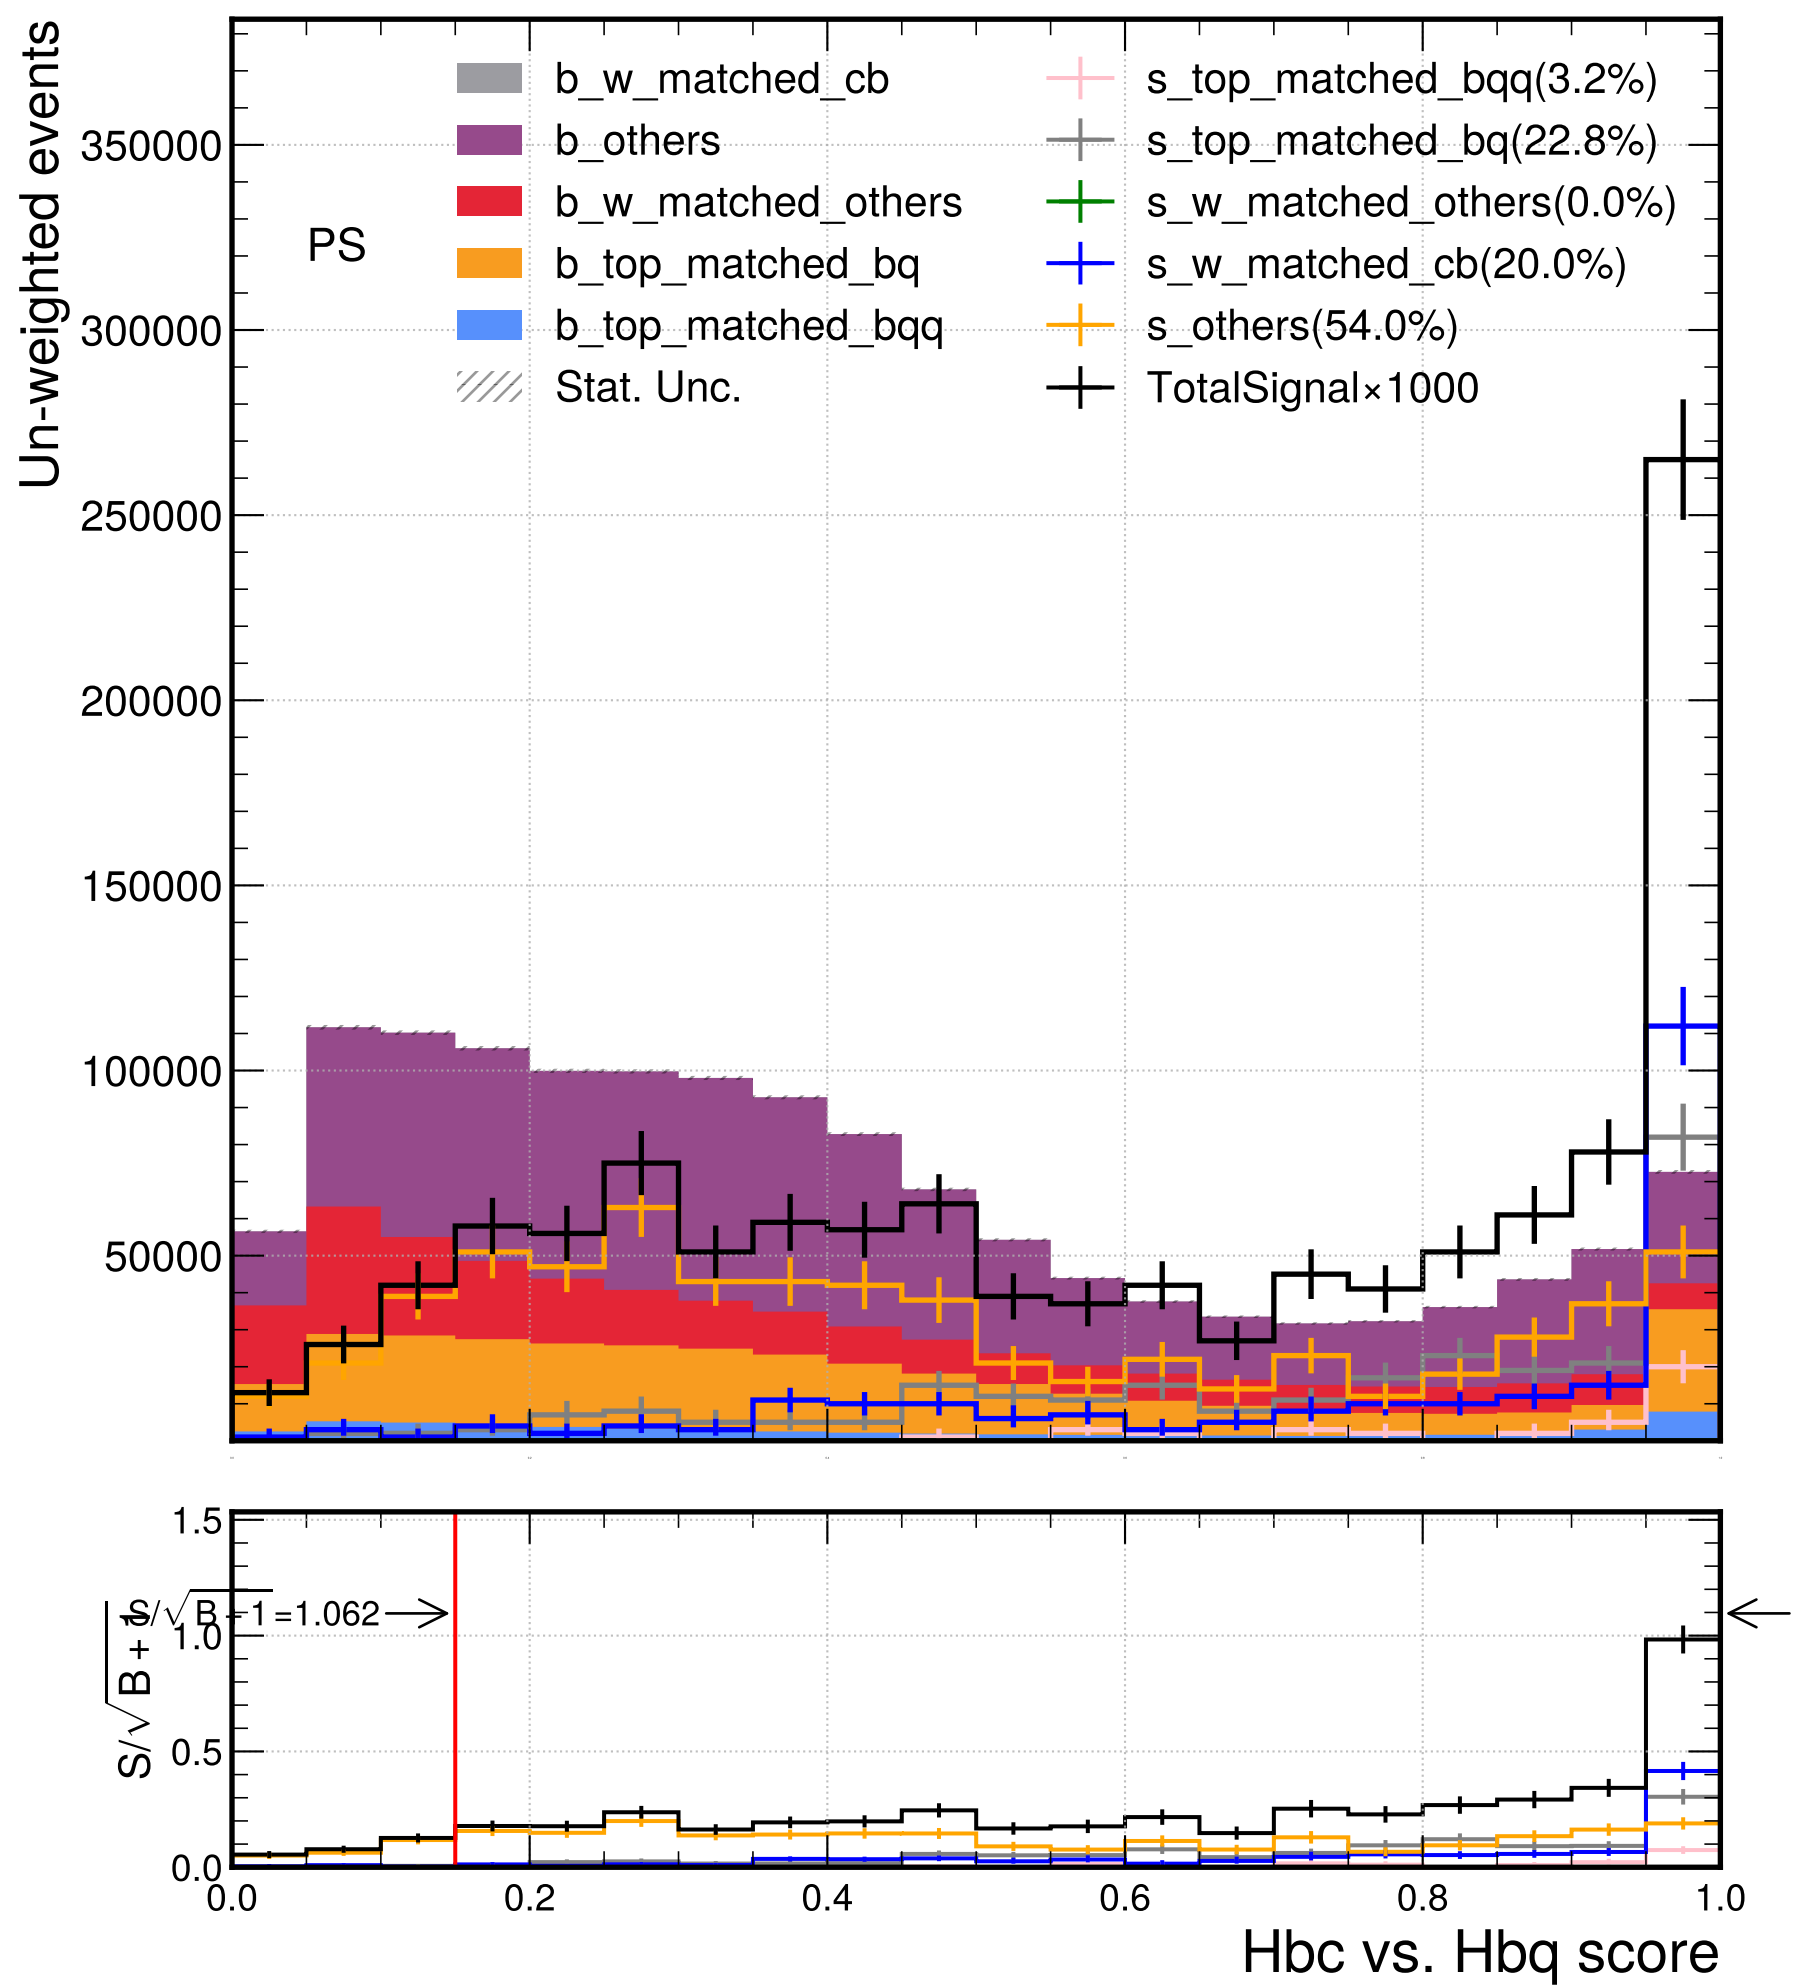 Un-weighted events
350000
300000
250000
200000
150000
100000
50000
PS
b_w_matched_cb
b_others
b_w_matched_others
b_top_matched_bq
b_top_matched_bqq
Stat. Unc.
s_top_matched_bqq(3.2%)
s_top_matched_bq(22.8%)
s_w_matched_others(0.0%)
s_w_matched_cb(20.0%)
s_others(54.0%)
TotalSignal×1000
S/√B+1
1.5
1.0
0.5
0.0
S/√B+1=1.062
0.0 0.2 0.4 0.6 0.8 1.0
Hbc vs. Hbq score